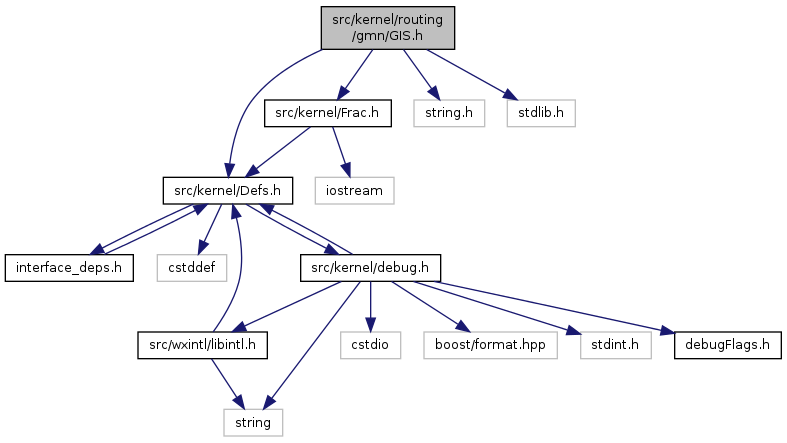 src/kernel/routing
/gmn/GIS.h
src/kernel/Frac.h
string.h
stdlib.h
src/kernel/Defs.h
iostream
interface_deps.h
cstddef
src/kernel/debug.h
src/wxintl/libintl.h
cstdio
boost/format.hpp
stdint.h
debugFlags.h
string